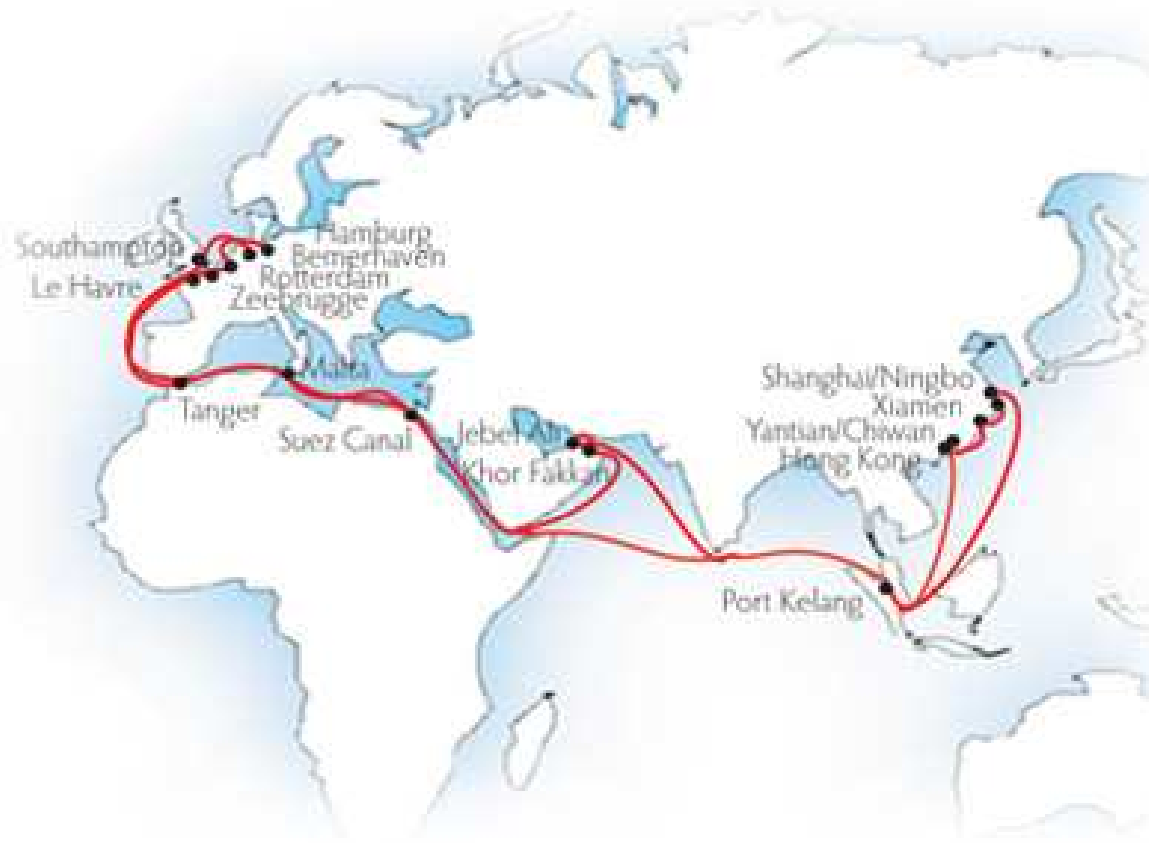 Southampton
Le Havre
Hamburg
Bemerhaven
Rotterdam
Zeebrugge
Malta
Tanger
Suez Canal
Jebel Ali
Khor Fakkan
Shanghai/Ningbo
Xiamen
Yantian/Chiwan
Hong Kong
Port Kelang